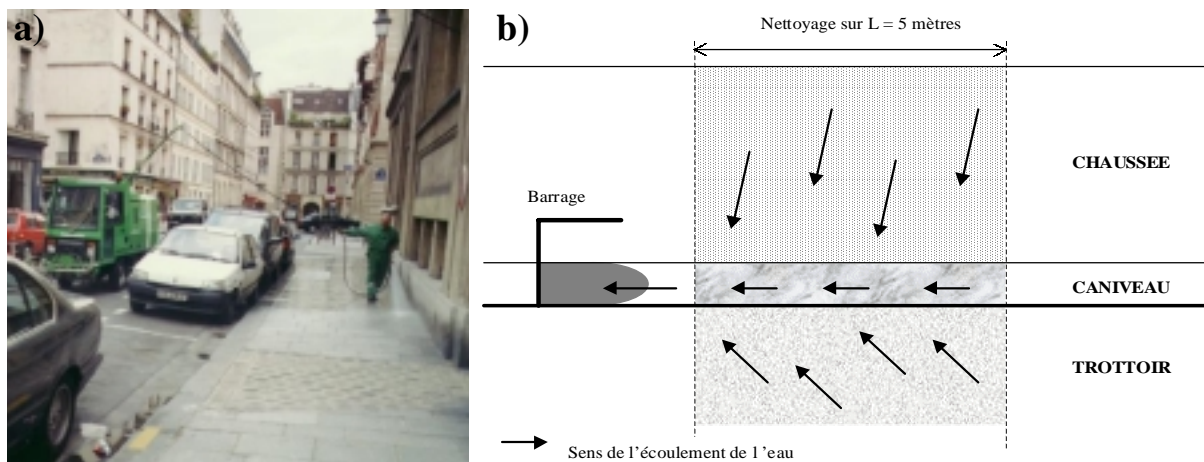 a)
b)
Nettoyage sur L = 5 mètres
CHAUSSEE
Barrage
CANIVEAU
TROTTOIR
Sens de l'écoulement de l 'eau